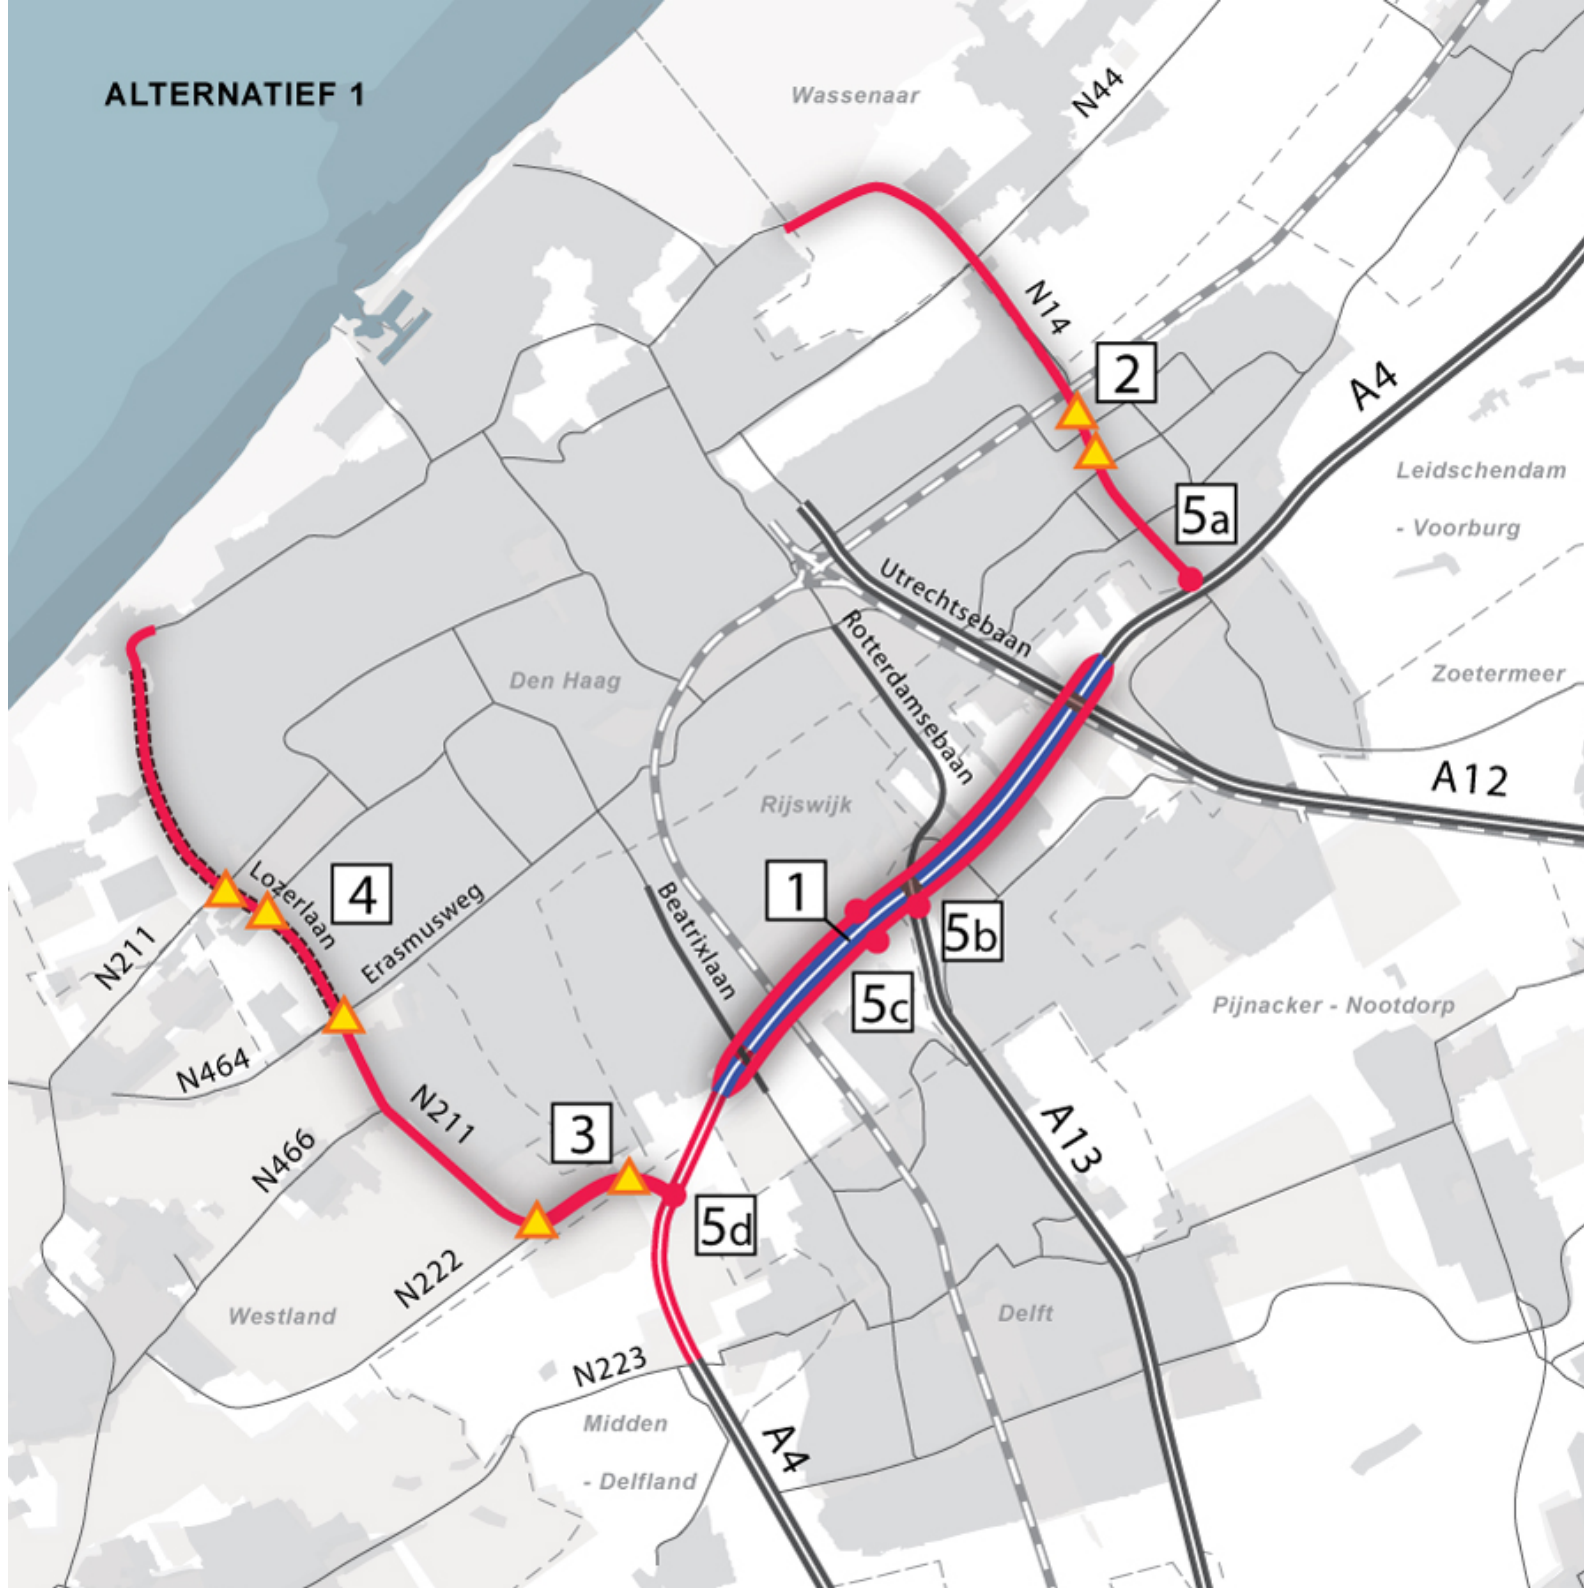 ALTERNATIEF 1
Wassenaar
N44
N14
2
A4
Leidschendam
- Voorburg
5a
Utrechtsebaan
Rotterdamsebaan
Den Haag
Zoetermeer
A12
Rijswijk
1
4
Lozerlaan
Erasmusweg
Beatrixlaan
N211
5b
5c
Pijnacker - Nootdorp
N464
N211
3
N466
A13
5d
N222
Westland
Delft
N223
Midden
- Delfland
A4